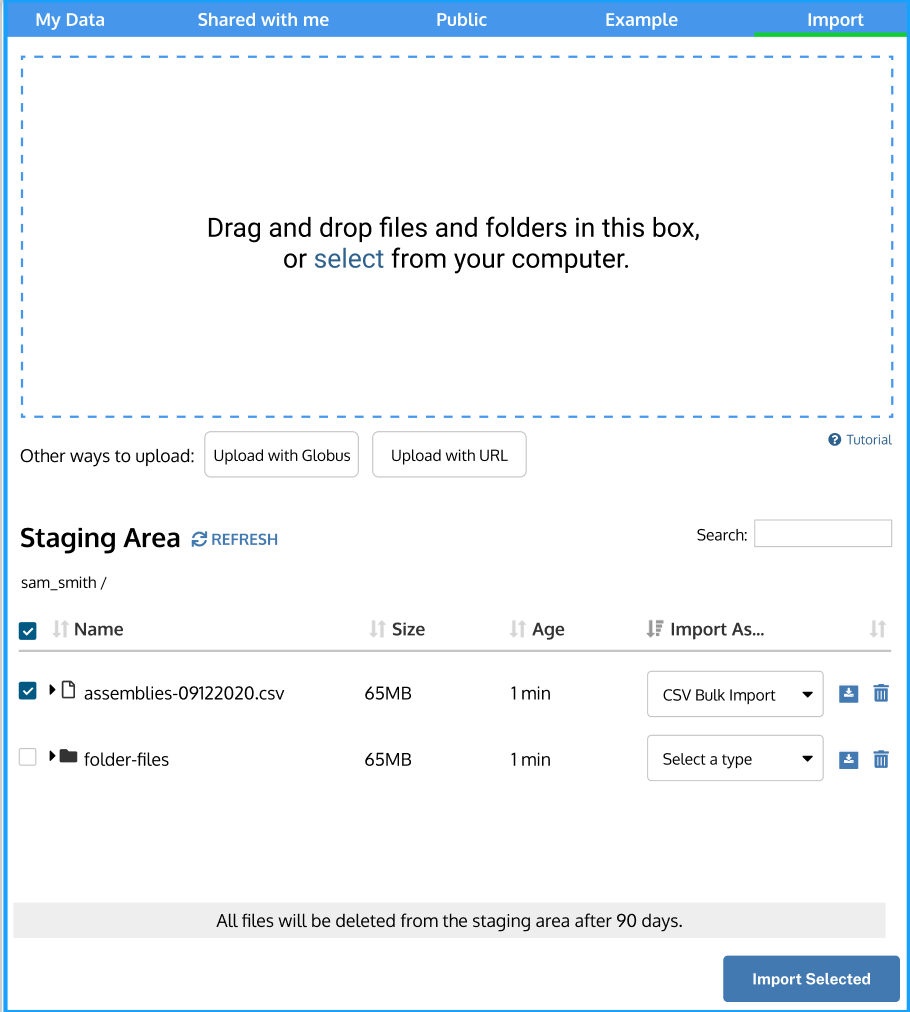 My Data Shared with me Public Example Import
Drag and drop files and folders in this box,
or select from your computer.
Tutorial
Other ways to upload: Upload with Globus Upload with URL
Staging Area REFRESH Search:
sam_smith /
Name Size Age Import As...
assemblies-09122020.csv 65MB 1 min CSV Bulk Import
folder-files 65MB 1 min Select a type
All files will be deleted from the staging area after 90 days.
Import Selected